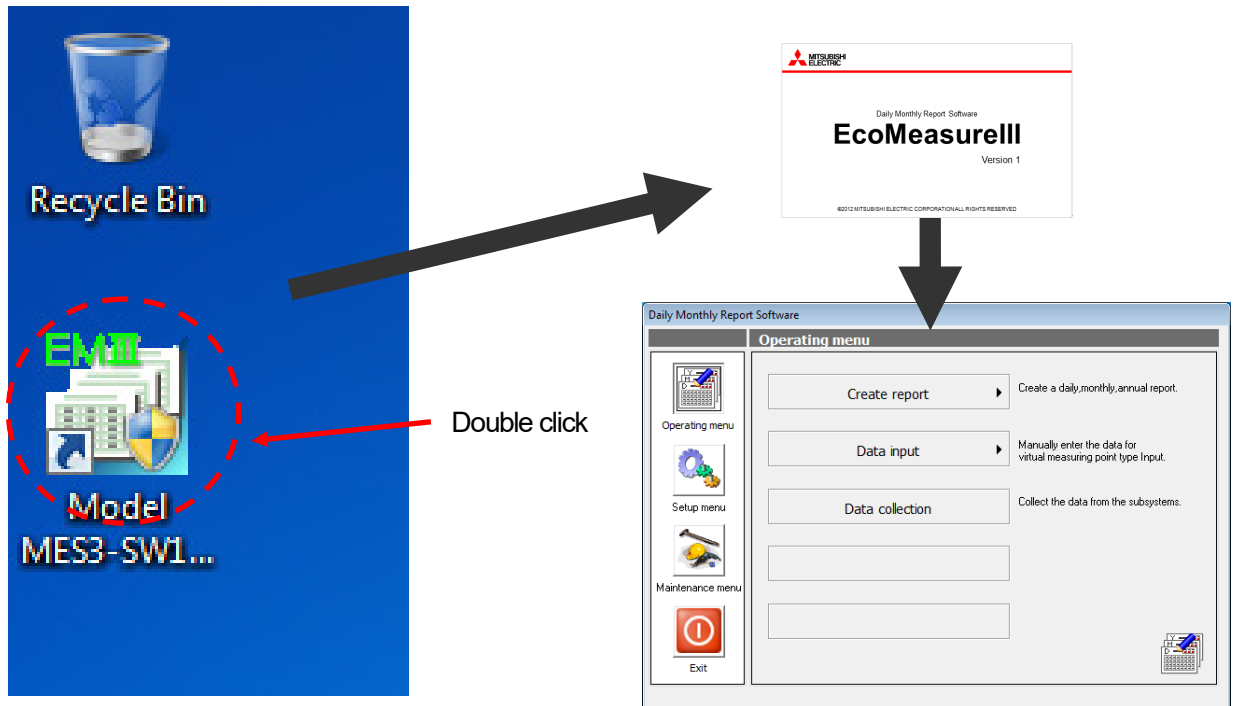 Recycle Bin
EMIII
Model
MES3-SW1...
Double click
MITSUBISHI
ELECTRIC
Daily Monthly Report Software
EcoMeasureIII
Version 1
©2012 MITSUBISHI ELECTRIC CORPORATION ALL RIGHTS RESERVED
Daily Monthly Report Software
Operating menu
Operating menu
Setup menu
Maintenance menu
Exit
Create report
Create a daily,monthly,annual report.
Data input
Manually enter the data for
virtual measuring point type Input.
Data collection
Collect the data from the subsystems.